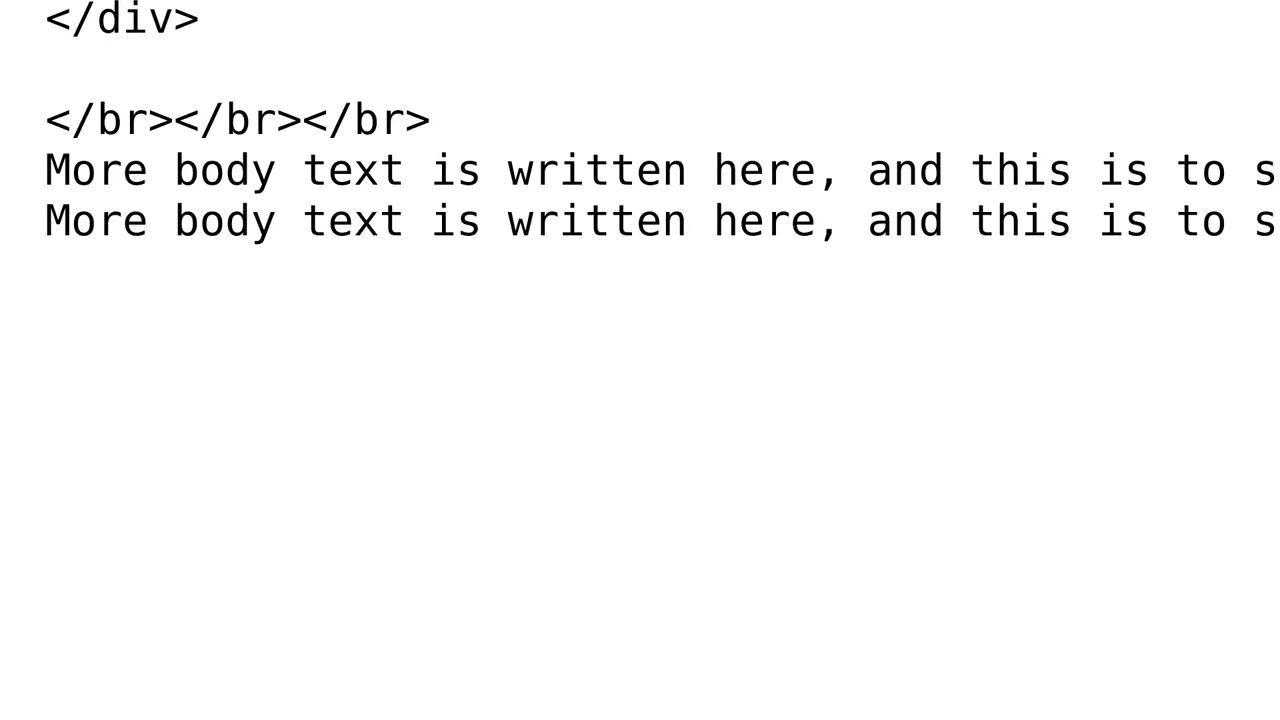 </div>
</br></br></br>
More body text is written here, and this is to s
More body text is written here, and this is to s